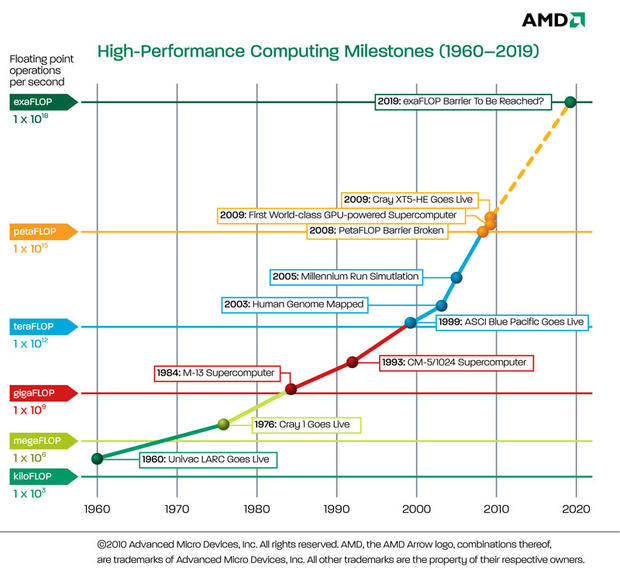 AMD
High-Performance Computing Milestones (1960–2019)
Floating point
operations
per second
exaFLOP
1 x 10¹⁸
2019: exaFLOP Barrier To Be Reached?
2009: Cray XT5-HE Goes Live
2009: First World-class GPU-powered Supercomputer
2008: PetaFLOP Barrier Broken
petaFLOP
1 x 10¹⁵
2005: Millennium Run Simutlation
2003: Human Genome Mapped
teraFLOP
1 x 10¹²
1999: ASCI Blue Pacific Goes Live
1993: CM-5/1024 Supercomputer
1984: M-13 Supercomputer
gigaFLOP
1 x 10⁹
1976: Cray 1 Goes Live
megaFLOP
1 x 10⁶
1960: Univac LARC Goes Live
kiloFLOP
1 x 10³
1960 1970 1980 1990 2000 2010 2020
©2010 Advanced Micro Devices, Inc. All rights reserved. AMD, the AMD Arrow logo, combinations thereof,
are trademarks of Advanced Micro Devices, Inc. All other trademarks are the property of their respective owners.